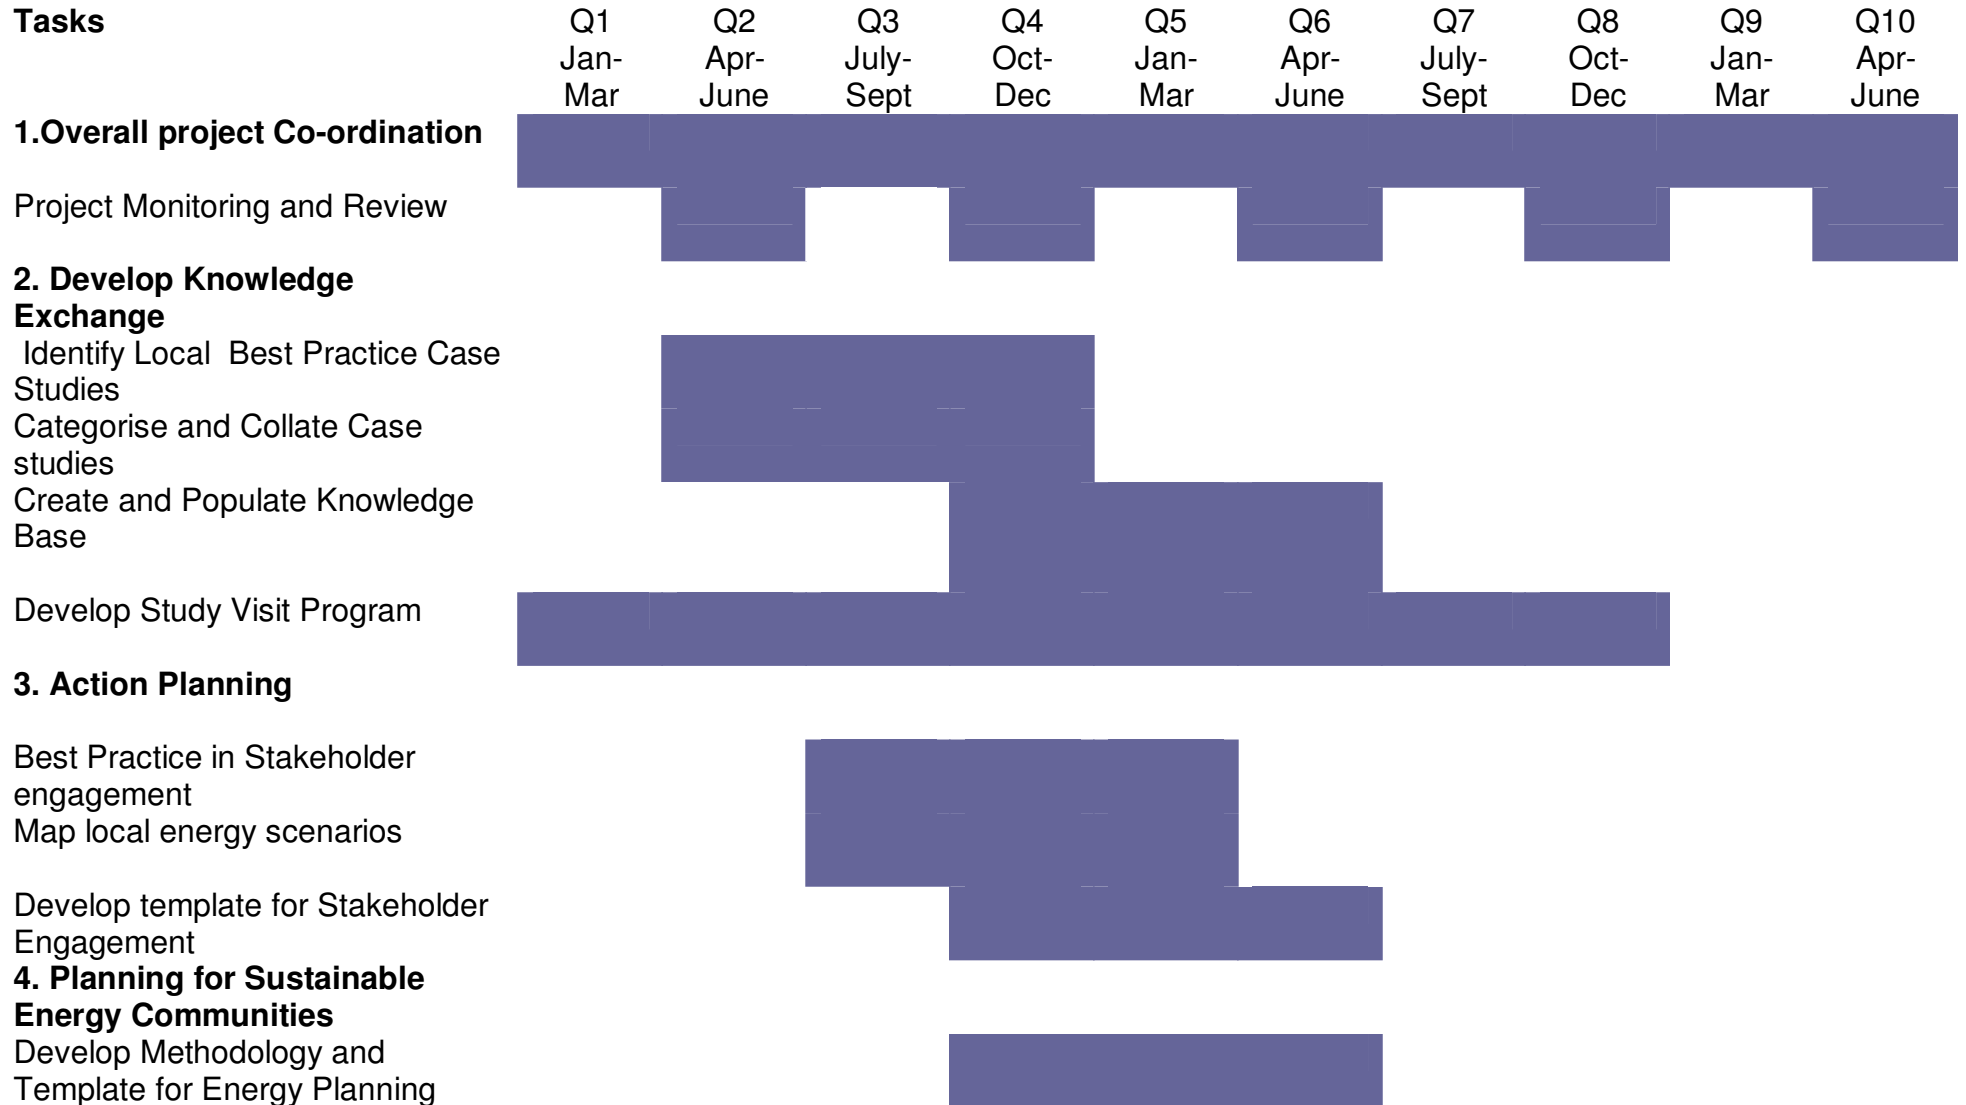 Tasks Q1 Q2 Q3 Q4 Q5 Q6 Q7 Q8 Q9 Q10
Jan- Apr- July- Oct- Jan- Apr- July- Oct- Jan- Apr-
Mar June Sept Dec Mar June Sept Dec Mar June
1.Overall project Co-ordination
Project Monitoring and Review
2. Develop Knowledge
Exchange
Identify Local  Best Practice Case
Studies
Categorise and Collate Case
studies
Create and Populate Knowledge
Base
Develop Study Visit Program
3. Action Planning
Best Practice in Stakeholder
engagement
Map local energy scenarios
Develop template for Stakeholder
Engagement
4. Planning for Sustainable
Energy Communities
Develop Methodology and
Template for Energy Planning